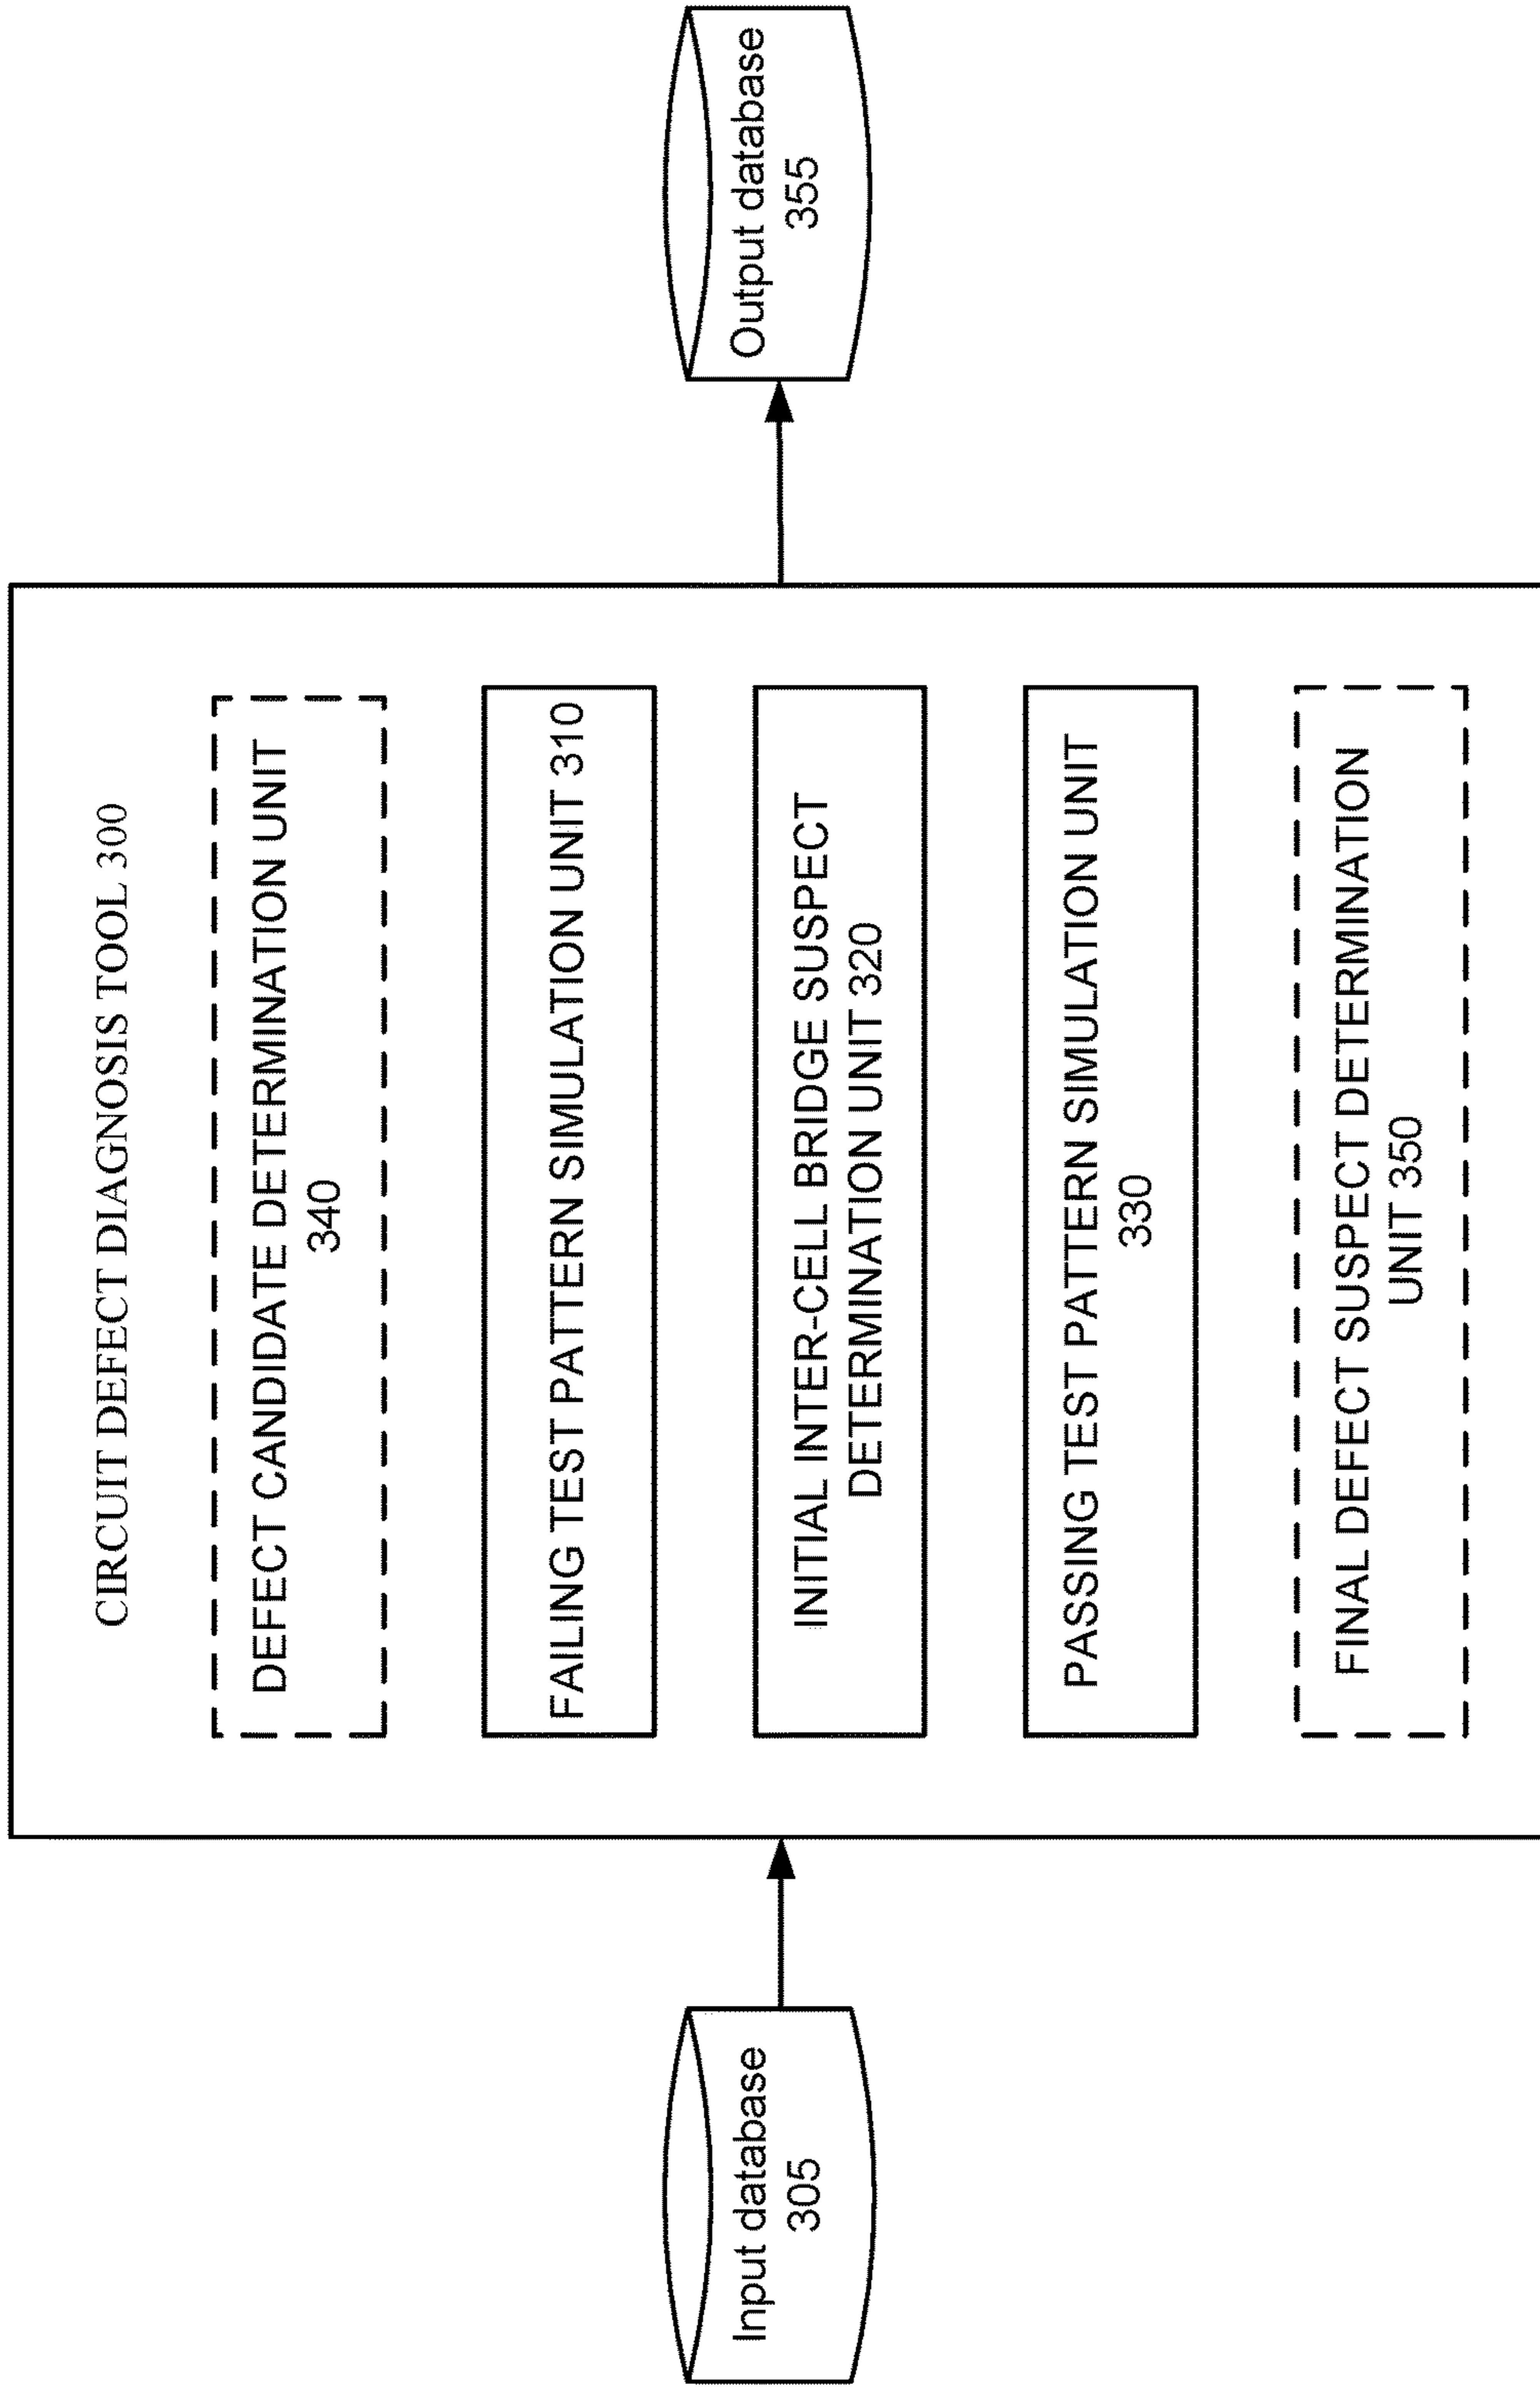 CIRCUIT DEFECT DIAGNOSIS TOOL 300
DEFECT CANDIDATE DETERMINATION UNIT
340
FAILING TEST PATTERN SIMULATION UNIT 310
INITIAL INTER-CELL BRIDGE SUSPECT
DETERMINATION UNIT 320
PASSING TEST PATTERN SIMULATION UNIT
330
FINAL DEFECT SUSPECT DETERMINATION
UNIT 350
Input database
305
Output database
355